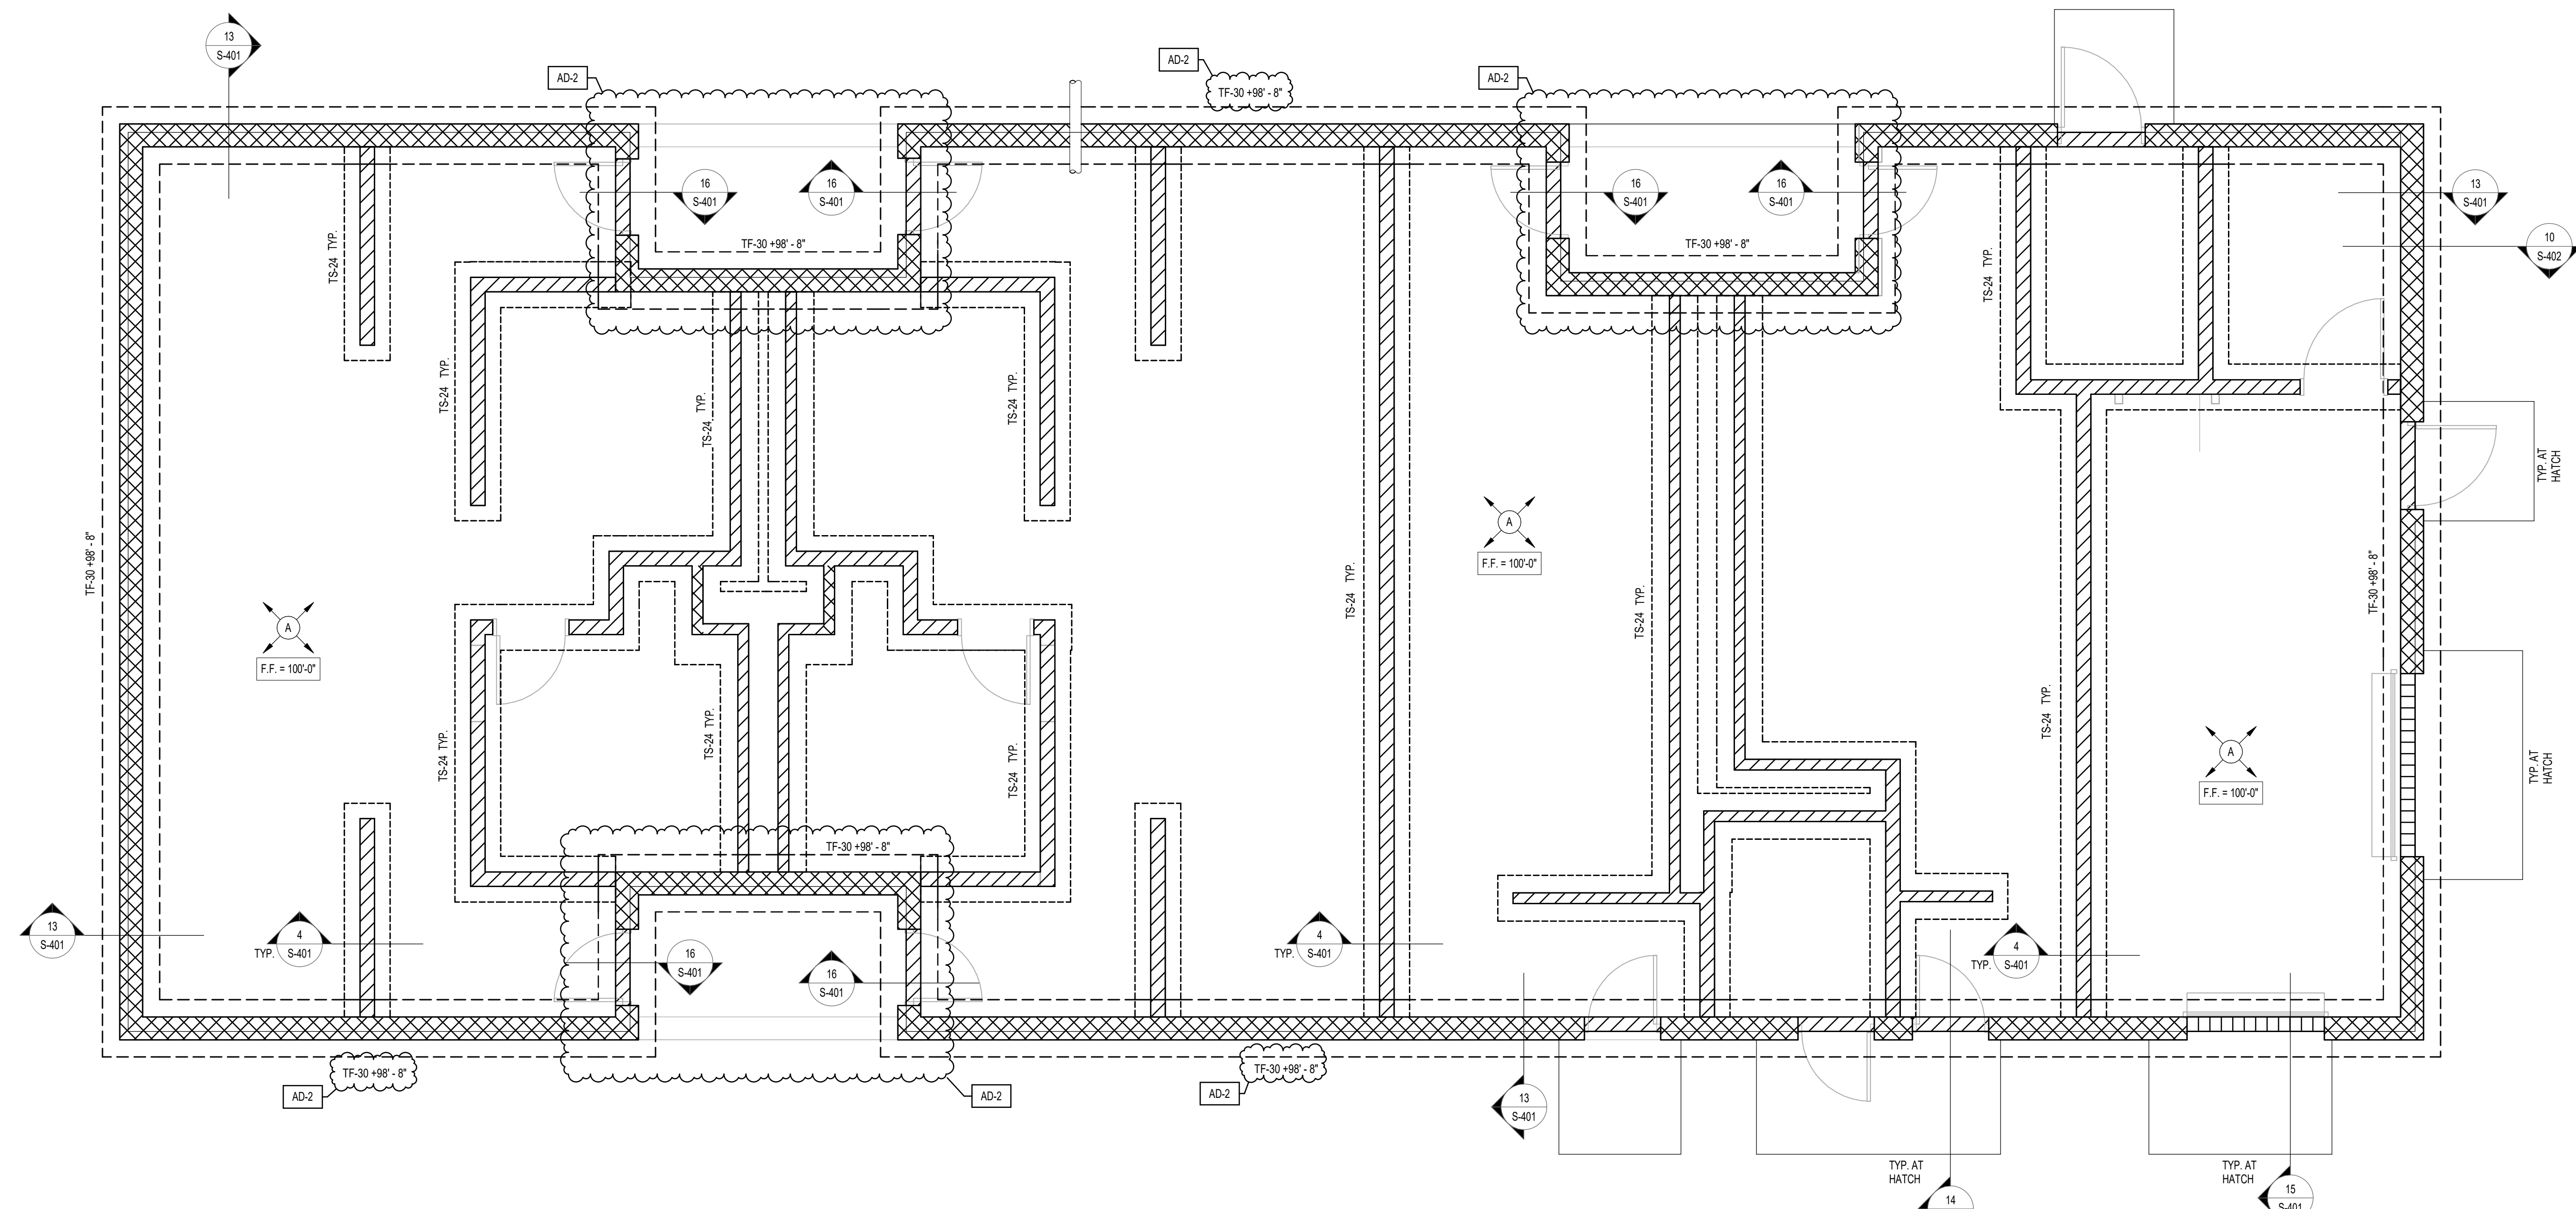 13
S-401
AD-2
AD-2
TF-30 +98' - 8"
AD-2
16
S-401
16
S-401
16
S-401
16
S-401
13
S-401
10
S-402
TS-24 TYP.
TF-30 +98' - 8"
TF-30 +98' - 8"
TS-24 TYP.
TS-24 TYP.
TS-24 TYP.
TS-24 TYP.
TYP. AT
HATCH
A
F.F. = 100'-0"
TF-30 +98' - 8"
TS-24 TYP.
TS-24 TYP.
TF-30 +98' - 8"
A
F.F. = 100'-0"
TS-24 TYP.
TS-24 TYP.
TS-24 TYP.
TS-24 TYP.
A
F.F. = 100'-0"
TYP. AT
HATCH
TF-30 +98' - 8"
13
S-401
TYP.
4
S-401
16
S-401
16
S-401
TYP.
4
S-401
TYP.
4
S-401
TF-30 +98' - 8"
AD-2
AD-2
TF-30 +98' - 8"
AD-2
13
S-401
TYP. AT
HATCH
14
TYP. AT
HATCH
15
S-401